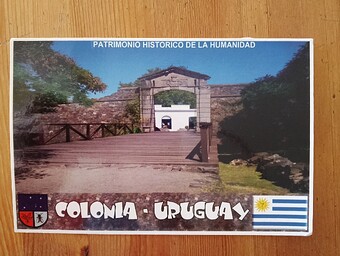 PATRIMONIO HISTORICO DE LA HUMANIDAD
COLONIA - URUGUAY